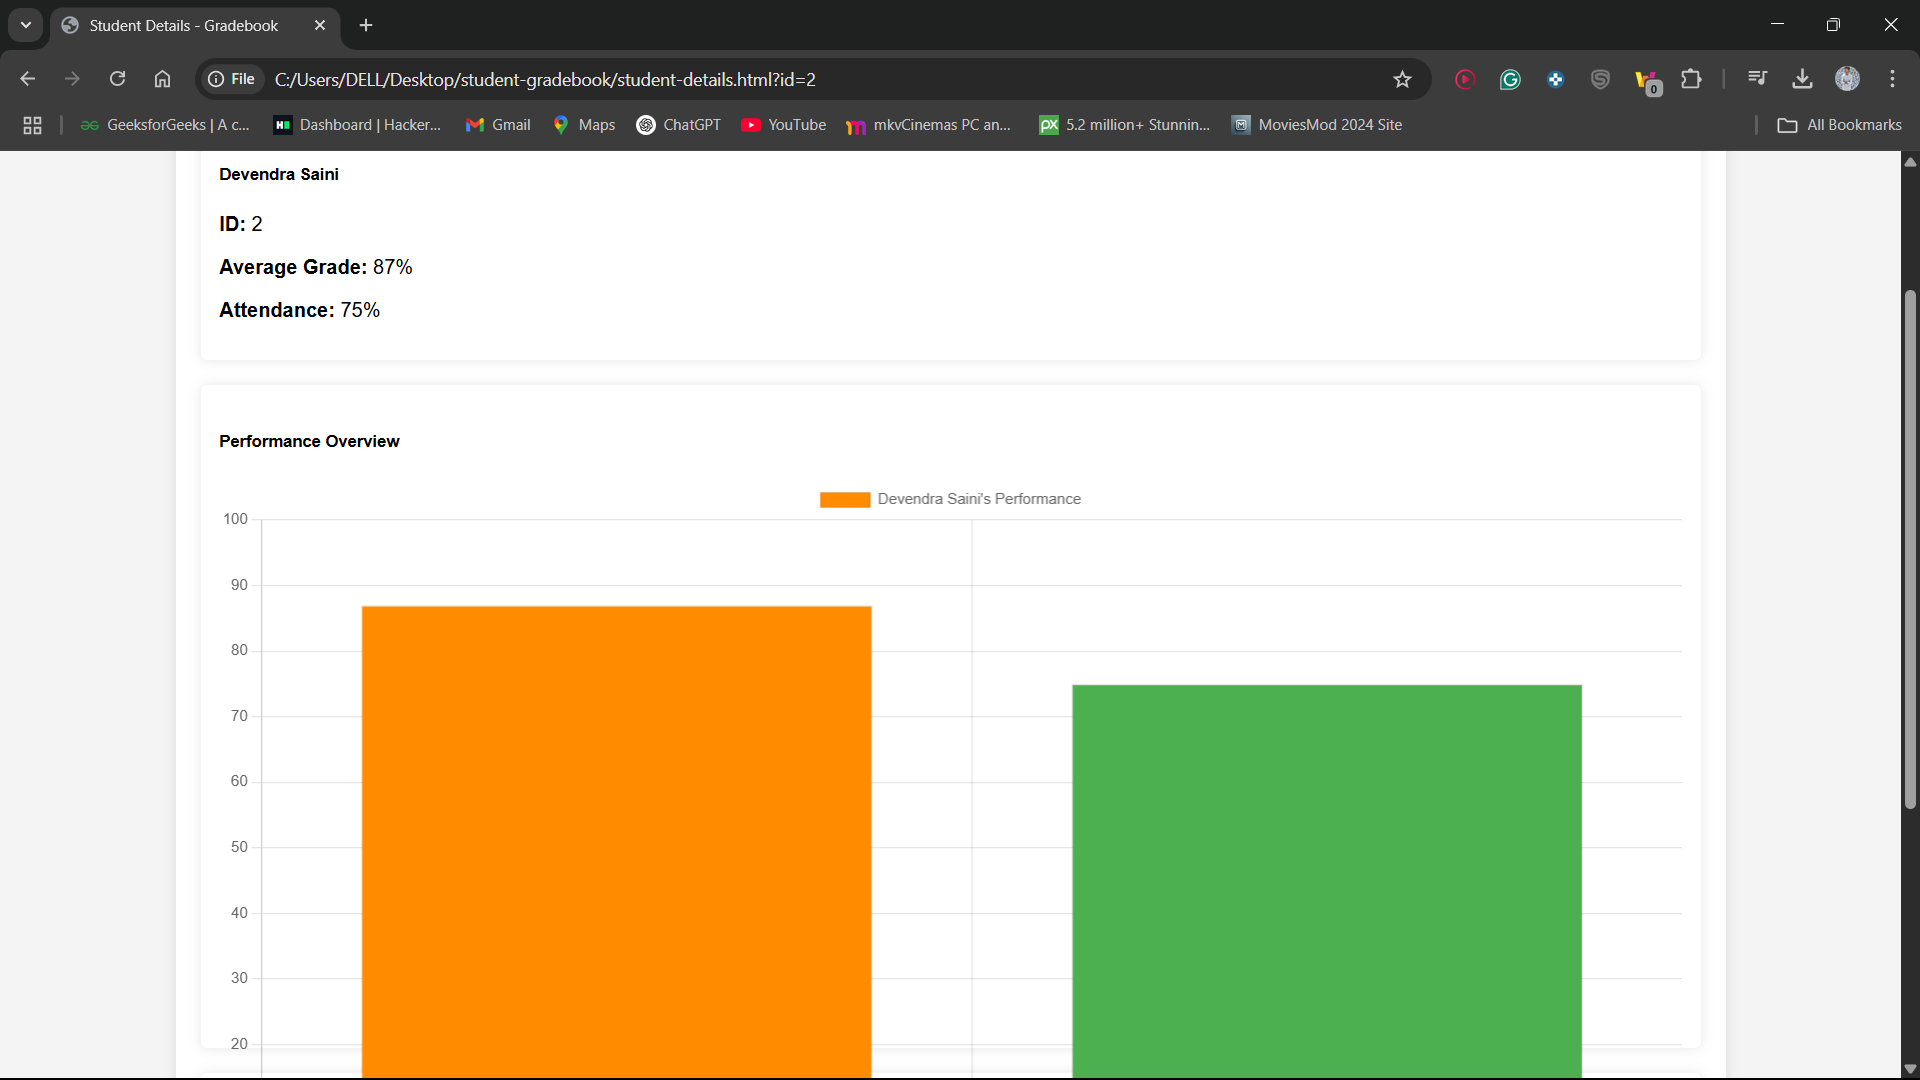 Student Details - Gradebook
File C:/Users/DELL/Desktop/student-gradebook/student-details.html?id=2
0
GeeksforGeeks | A c...
Dashboard | Hacker...
Gmail
Maps
ChatGPT
YouTube
mkvCinemas PC an...
5.2 million+ Stunnin...
MoviesMod 2024 Site
All Bookmarks
Devendra Saini
ID: 2
Average Grade: 87%
Attendance: 75%
Performance Overview
Devendra Saini's Performance
100
90
80
70
60
50
40
30
20